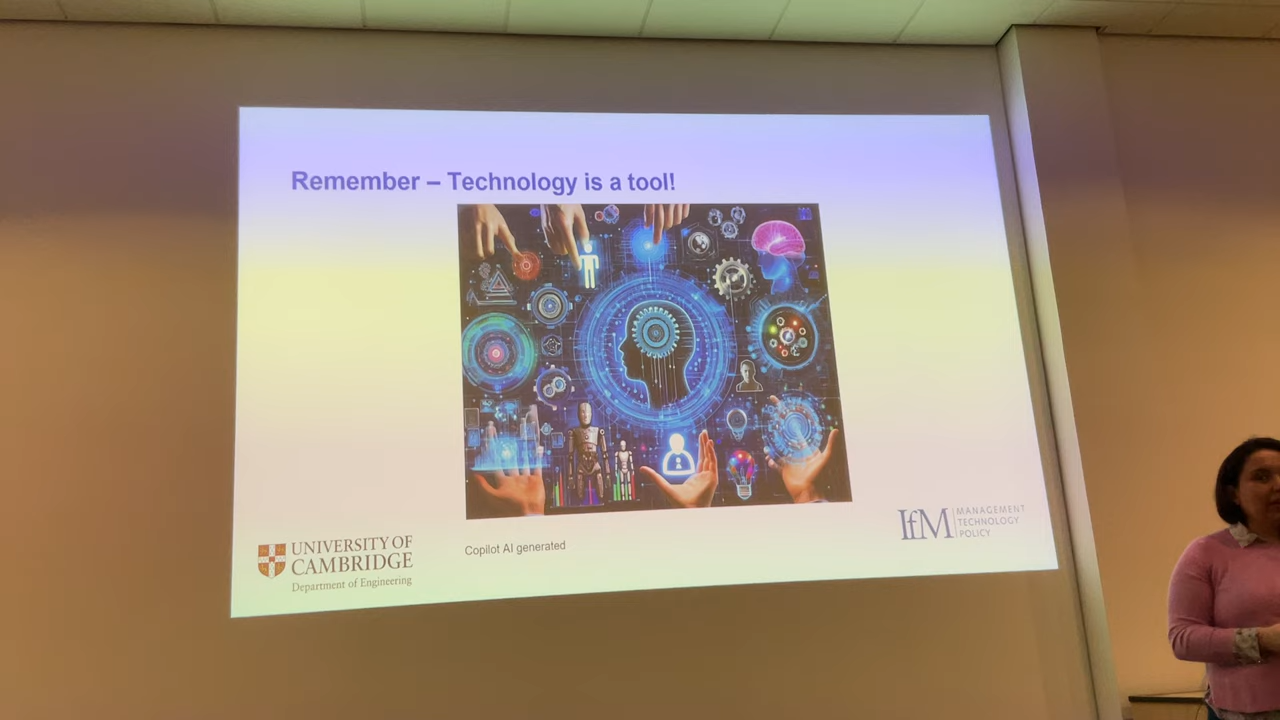 Remember – Technology is a tool!
UNIVERSITY OF
CAMBRIDGE
Department of Engineering
Copilot AI generated
IfM
MANAGEMENT
TECHNOLOGY
POLICY